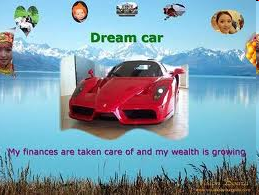 Dream car
My finances are taken care of and my wealth is growing